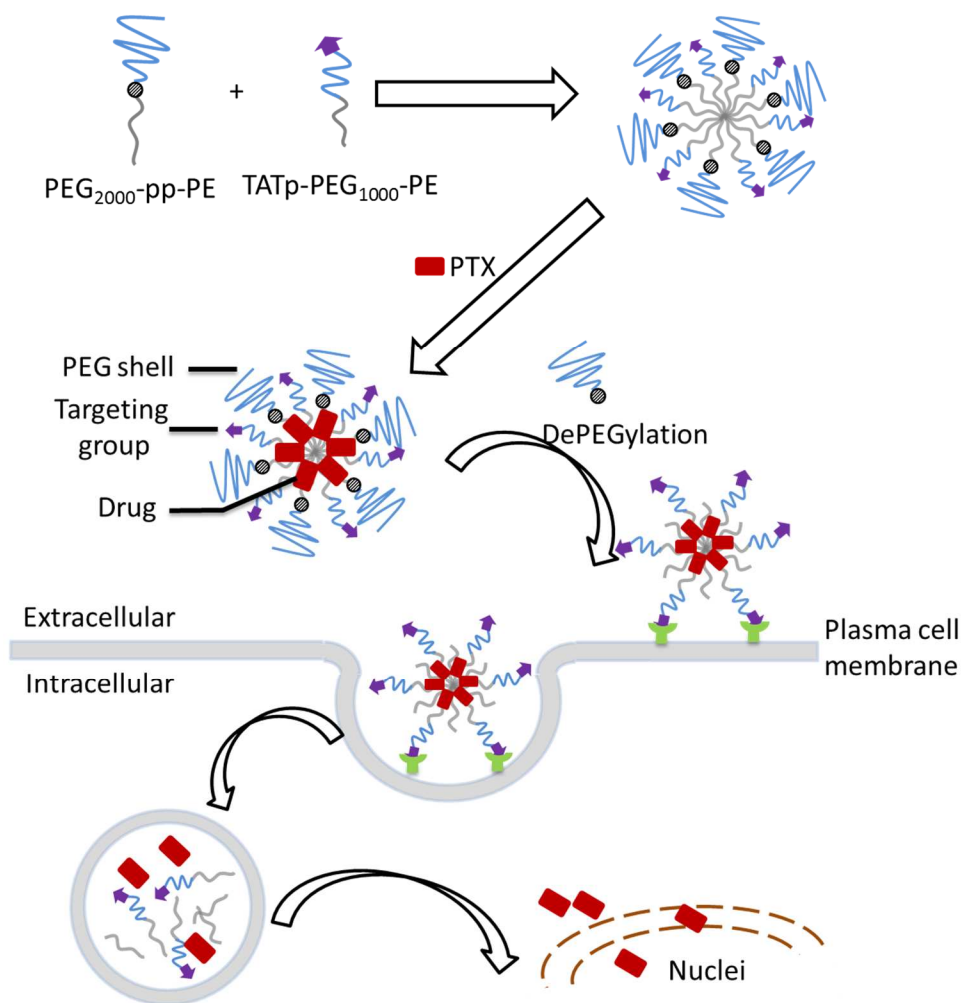 +
PEG2000-pp-PE
TATp-PEG1000-PE
PTX
PEG shell
Targeting
group
Drug
DePEGylation
Extracellular
Intracellular
Plasma cell
membrane
Nuclei